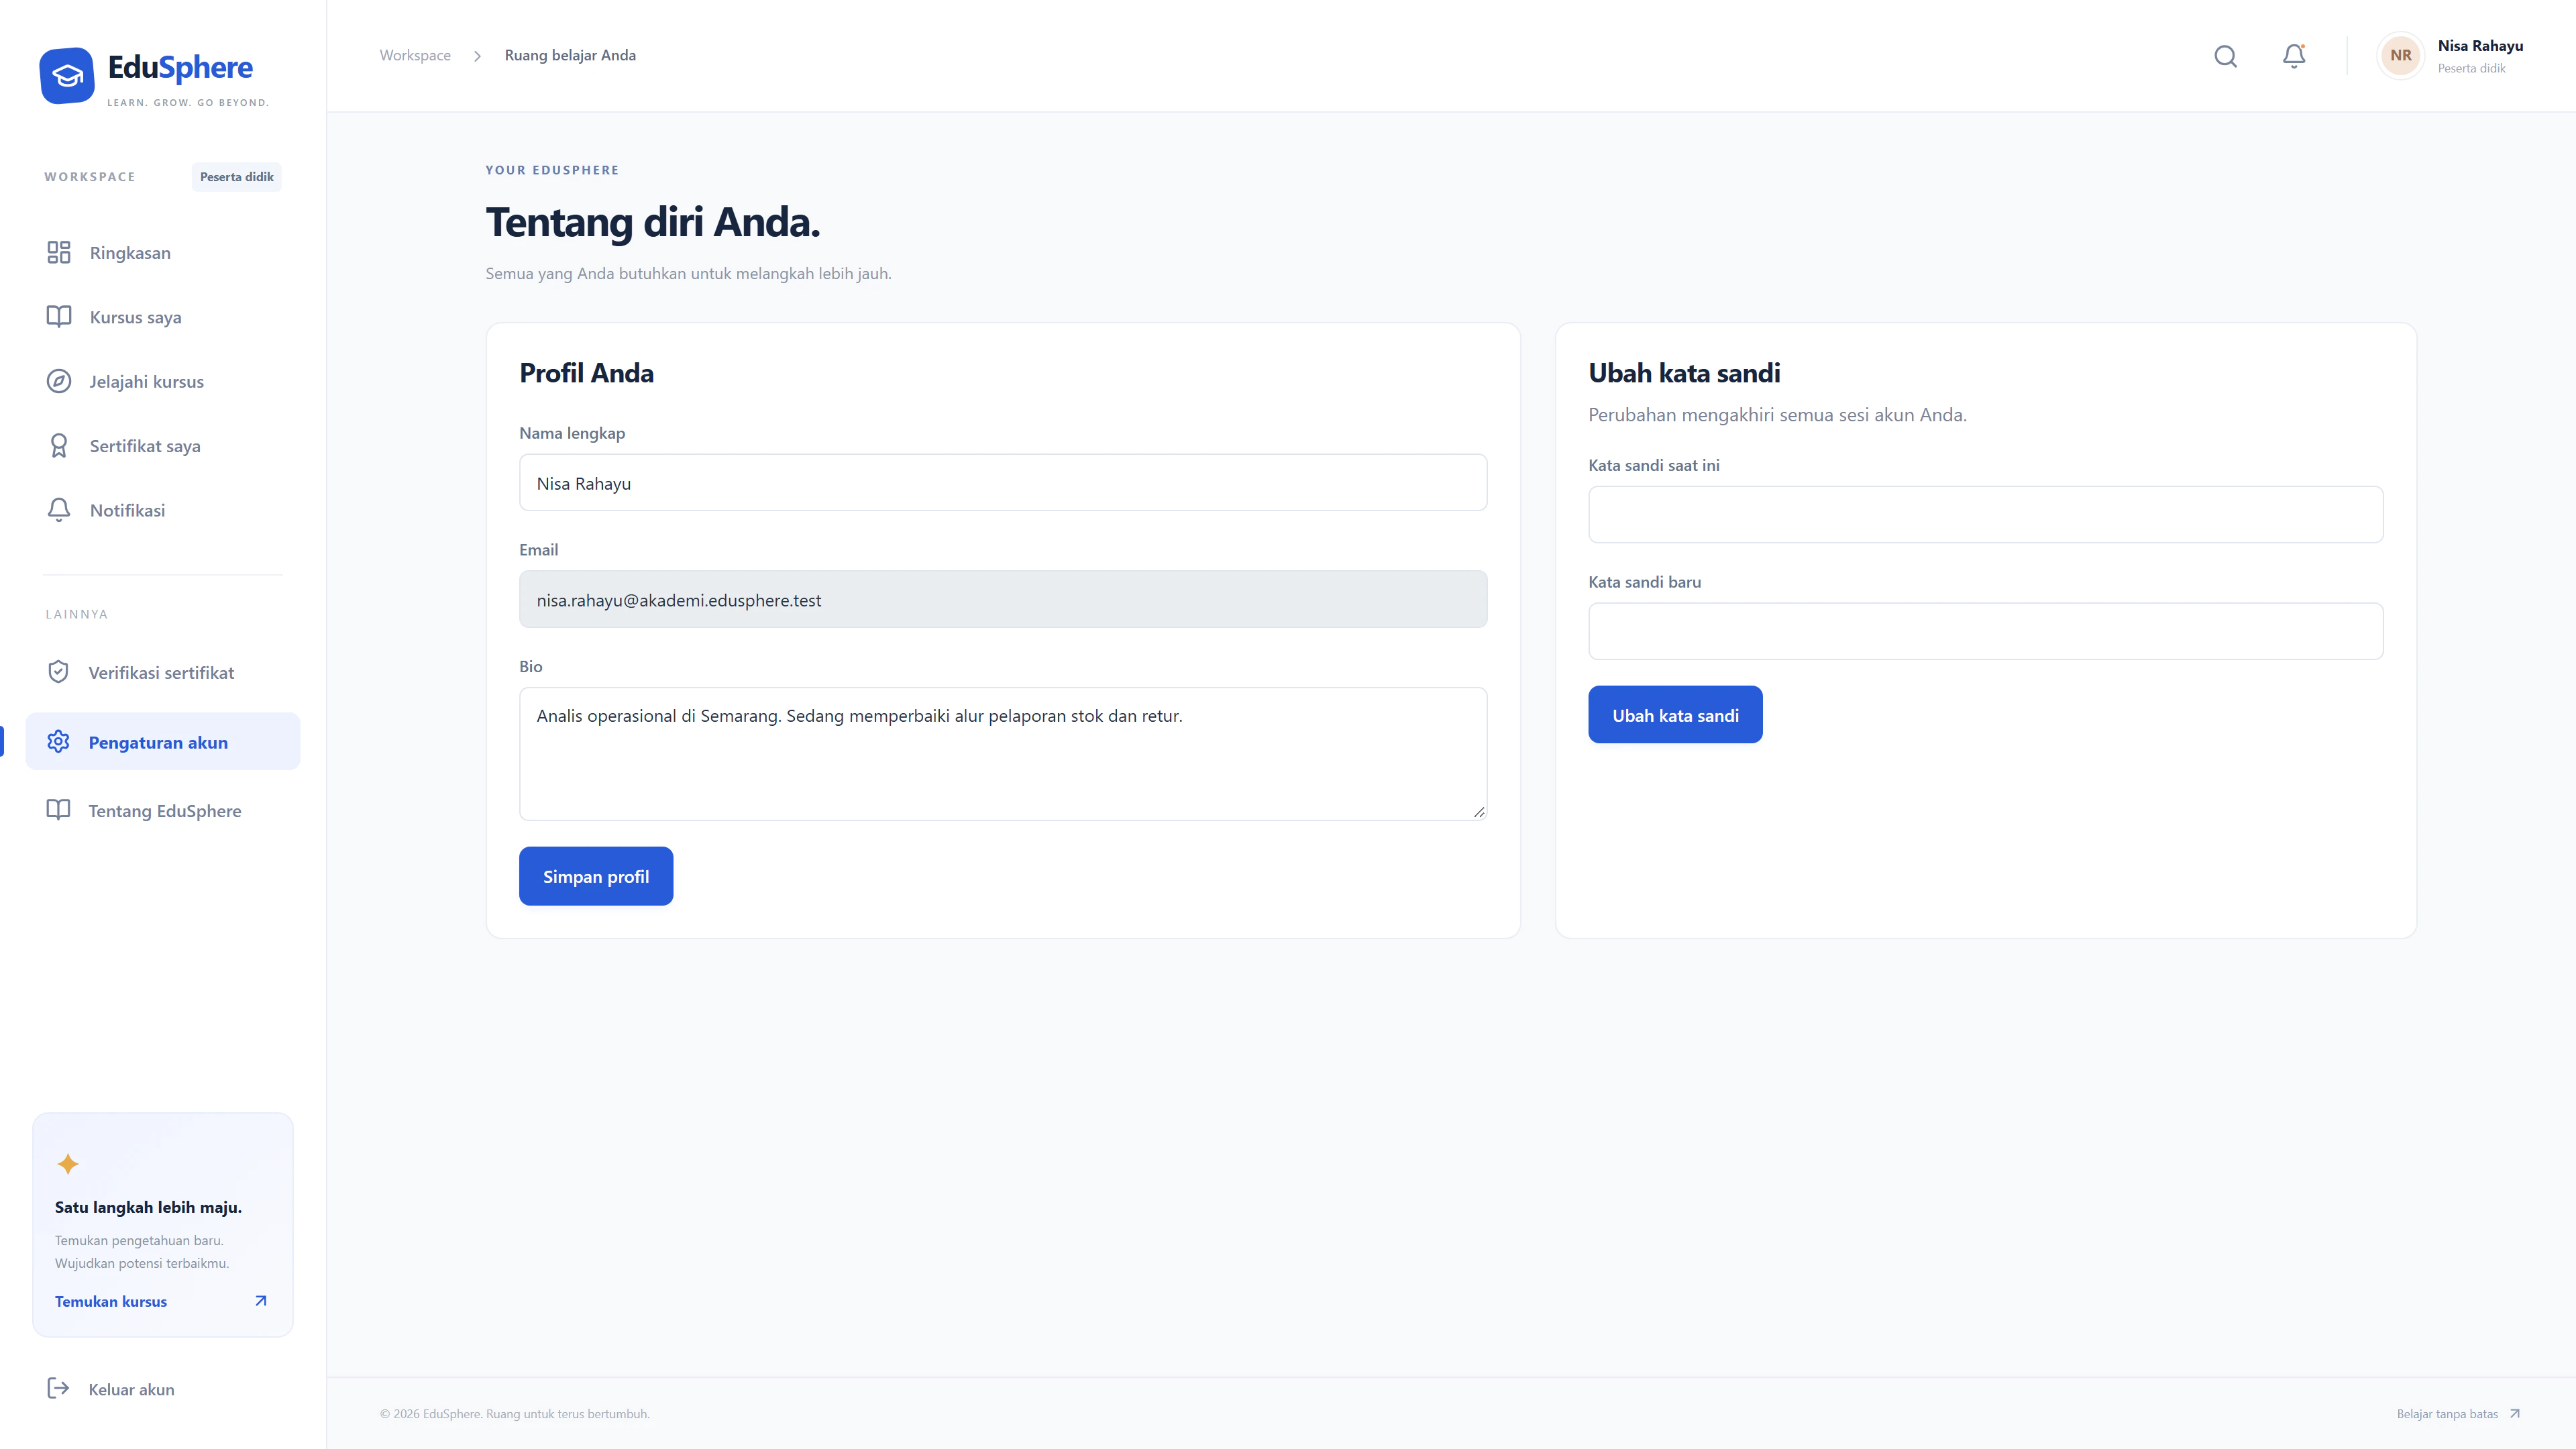 EduSphere
LEARN. GROW. GO BEYOND.
WORKSPACE
Peserta didik
Ringkasan
Kursus saya
Jelajahi kursus
Sertifikat saya
Notifikasi
LAINNYA
Verifikasi sertifikat
Pengaturan akun
Tentang EduSphere
Satu langkah lebih maju.
Temukan pengetahuan baru.
Wujudkan potensi terbaikmu.
Temukan kursus
Keluar akun
Workspace
Ruang belajar Anda
NR
Nisa Rahayu
Peserta didik
YOUR EDUSPHERE
Tentang diri Anda.
Semua yang Anda butuhkan untuk melangkah lebih jauh.
Profil Anda
Nama lengkap
Nisa Rahayu
Email
nisa.rahayu@akademi.edusphere.test
Bio
Analis operasional di Semarang. Sedang memperbaiki alur pelaporan stok dan retur.
Simpan profil
Ubah kata sandi
Perubahan mengakhiri semua sesi akun Anda.
Kata sandi saat ini
Kata sandi baru
Ubah kata sandi
© 2026 EduSphere. Ruang untuk terus bertumbuh.
Belajar tanpa batas